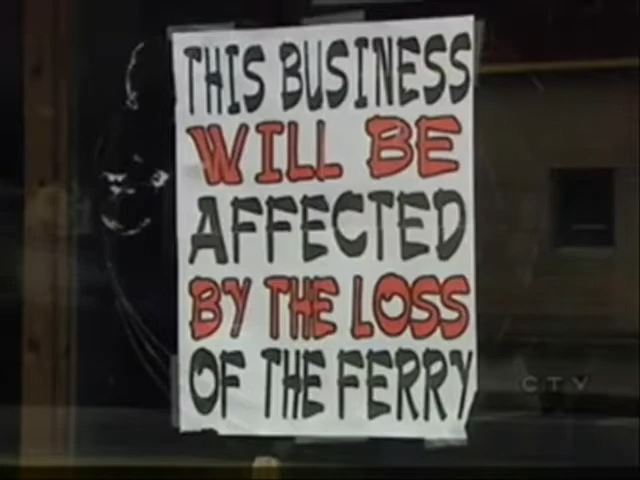 THIS BUSINESS
WILL BE
AFFECTED
BY THE LOSS
OF THE FERRY
CTV